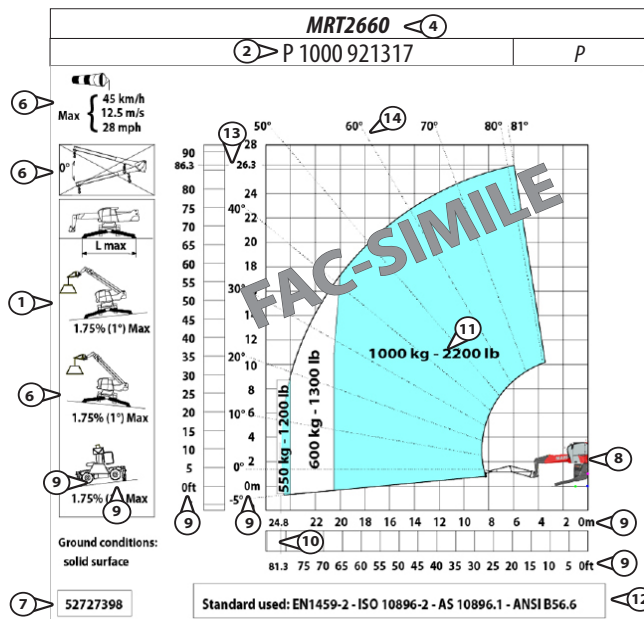 MRT2660
4
2
P 1000 921317
P
6
Max
45 km/h
12.5 m/s
28 mph
13
14
50°
60°
70°
80°
81°
6
0°
L max
1
1.75% (1°) Max
6
1.75% (1°) Max
9
1.75%
Max
9
Ground conditions:
solid surface
7
52727398
90
86.3
80
75
70
65
60
55
50
45
40
35
30
25
20
15
10
5
0ft
9
28
26.3
24
22
20
18
16
14
12
10
8
6
4
2
0m
9
40°
30°
20°
10°
0°
-5°
FAC-SIMILE
11
1000 kg - 2200 lb
600 kg - 1300 lb
550 kg - 1200 lb
8
24.8 22 20 18 16 14 12 10 8 6 4 2 0m
9
10
81.3 75 70 65 60 55 50 45 40 35 30 25 20 15 10 5 0ft
9
Standard used: EN1459-2 - ISO 10896-2 - AS 10896.1 - ANSI B56.6
12